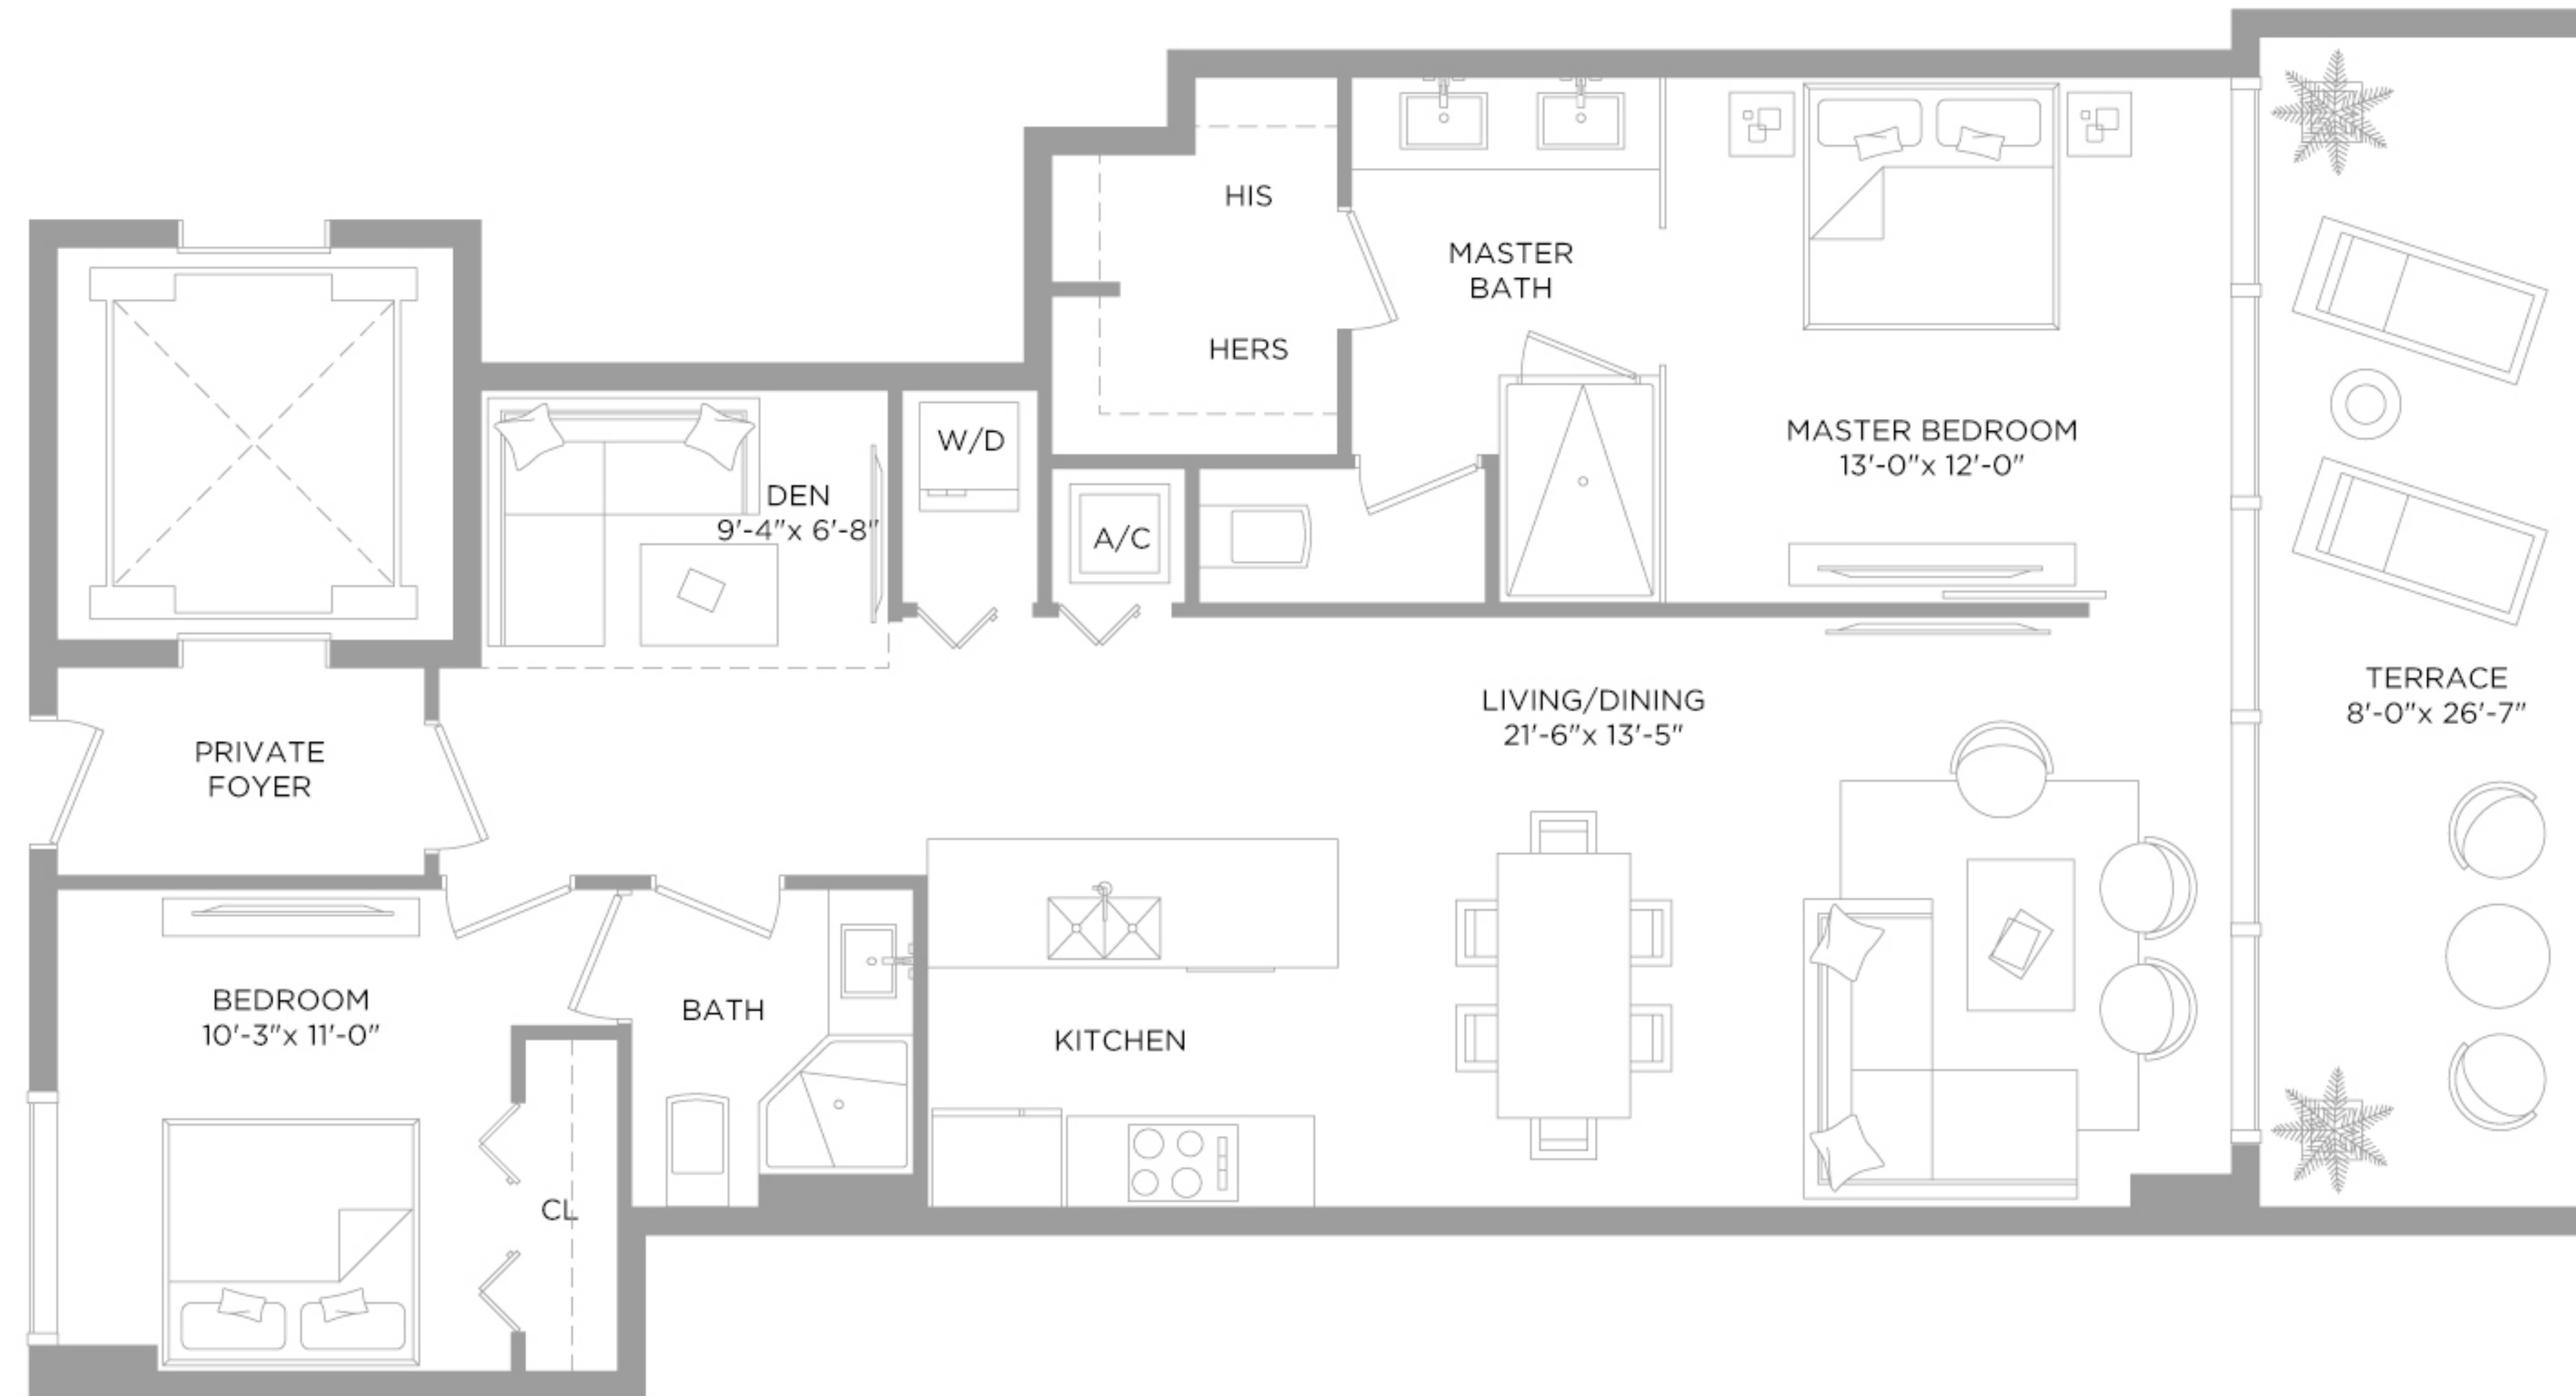 HIS
MASTER
BATH
HERS
MASTER BEDROOM
13'-0"x 12'-0"
W/D
DEN
9'-4"x 6'-8"
A/C
LIVING/DINING
21'-6"x 13'-5"
TERRACE
8'-0"x 26'-7"
PRIVATE
FOYER
BEDROOM
10'-3"x 11'-0"
BATH
KITCHEN
CL